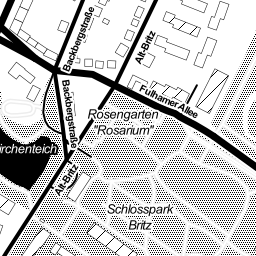 Backbergstraße
Alt-Britz
Fulhamer Allee
Backbergstraße
Rosengarten
"Rosarium"
irchenteich
Alt-Britz
Schlosspark
Britz